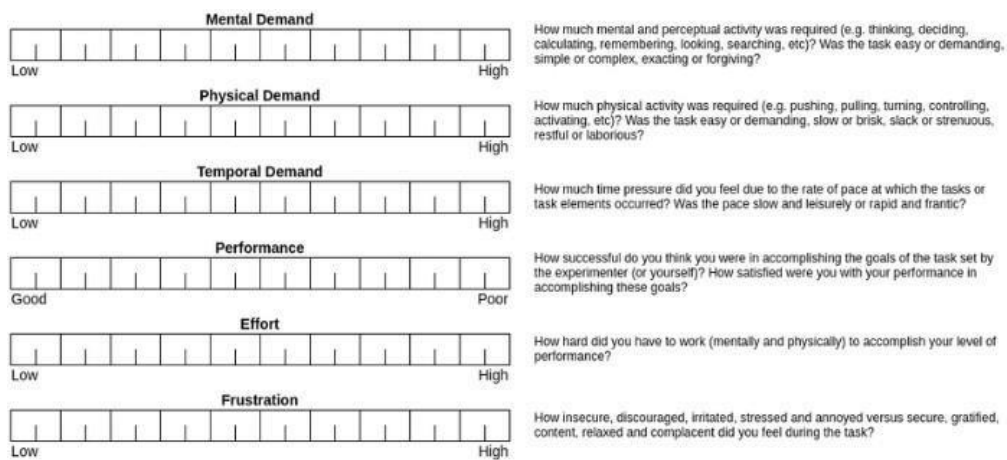 Mental Demand
Low High
How much mental and perceptual activity was required (e.g. thinking, deciding,
calculating, remembering, looking, searching, etc)? Was the task easy or demanding,
simple or complex, exacting or forgiving?
Physical Demand
Low High
How much physical activity was required (e.g. pushing, pulling, turning, controlling,
activating, etc)? Was the task easy or demanding, slow or brisk, slack or strenuous,
restful or laborious?
Temporal Demand
Low High
How much time pressure did you feel due to the rate of pace at which the tasks or
task elements occurred? Was the pace slow and leisurely or rapid and frantic?
Performance
Good Poor
How successful do you think you were in accomplishing the goals of the task set by
the experimenter (or yourself)? How satisfied were you with your performance in
accomplishing these goals?
Effort
Low High
How hard did you have to work (mentally and physically) to accomplish your level of
performance?
Frustration
Low High
How insecure, discouraged, irritated, stressed and annoyed versus secure, gratified,
content, relaxed and complacent did you feel during the task?